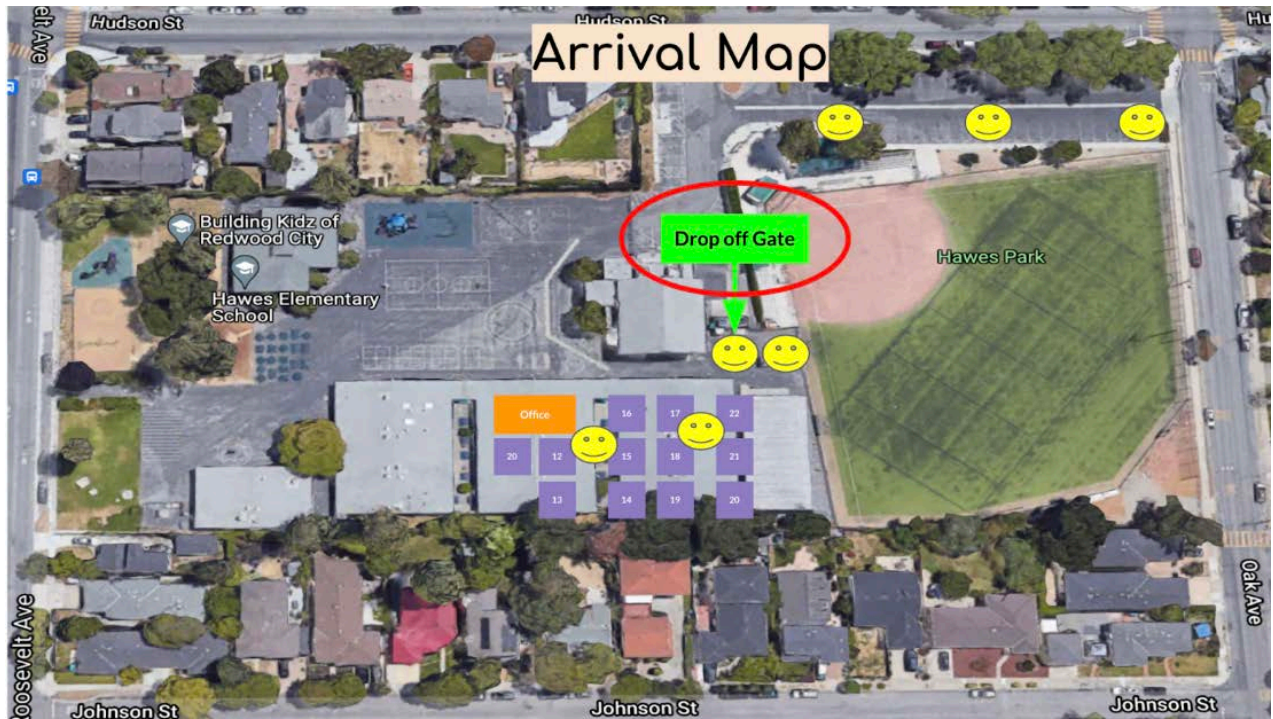 elt Ave
Hudson St
Hudson St
Hu
Arrival Map
Building Kidz of
Redwood City
Hawes Elementary
School
Drop off Gate
Hawes Park
Office
16
17
22
20
12
15
18
21
13
14
19
20
Roosevelt Ave
Oak Ave
Johnson St
Johnson St
Johnson St